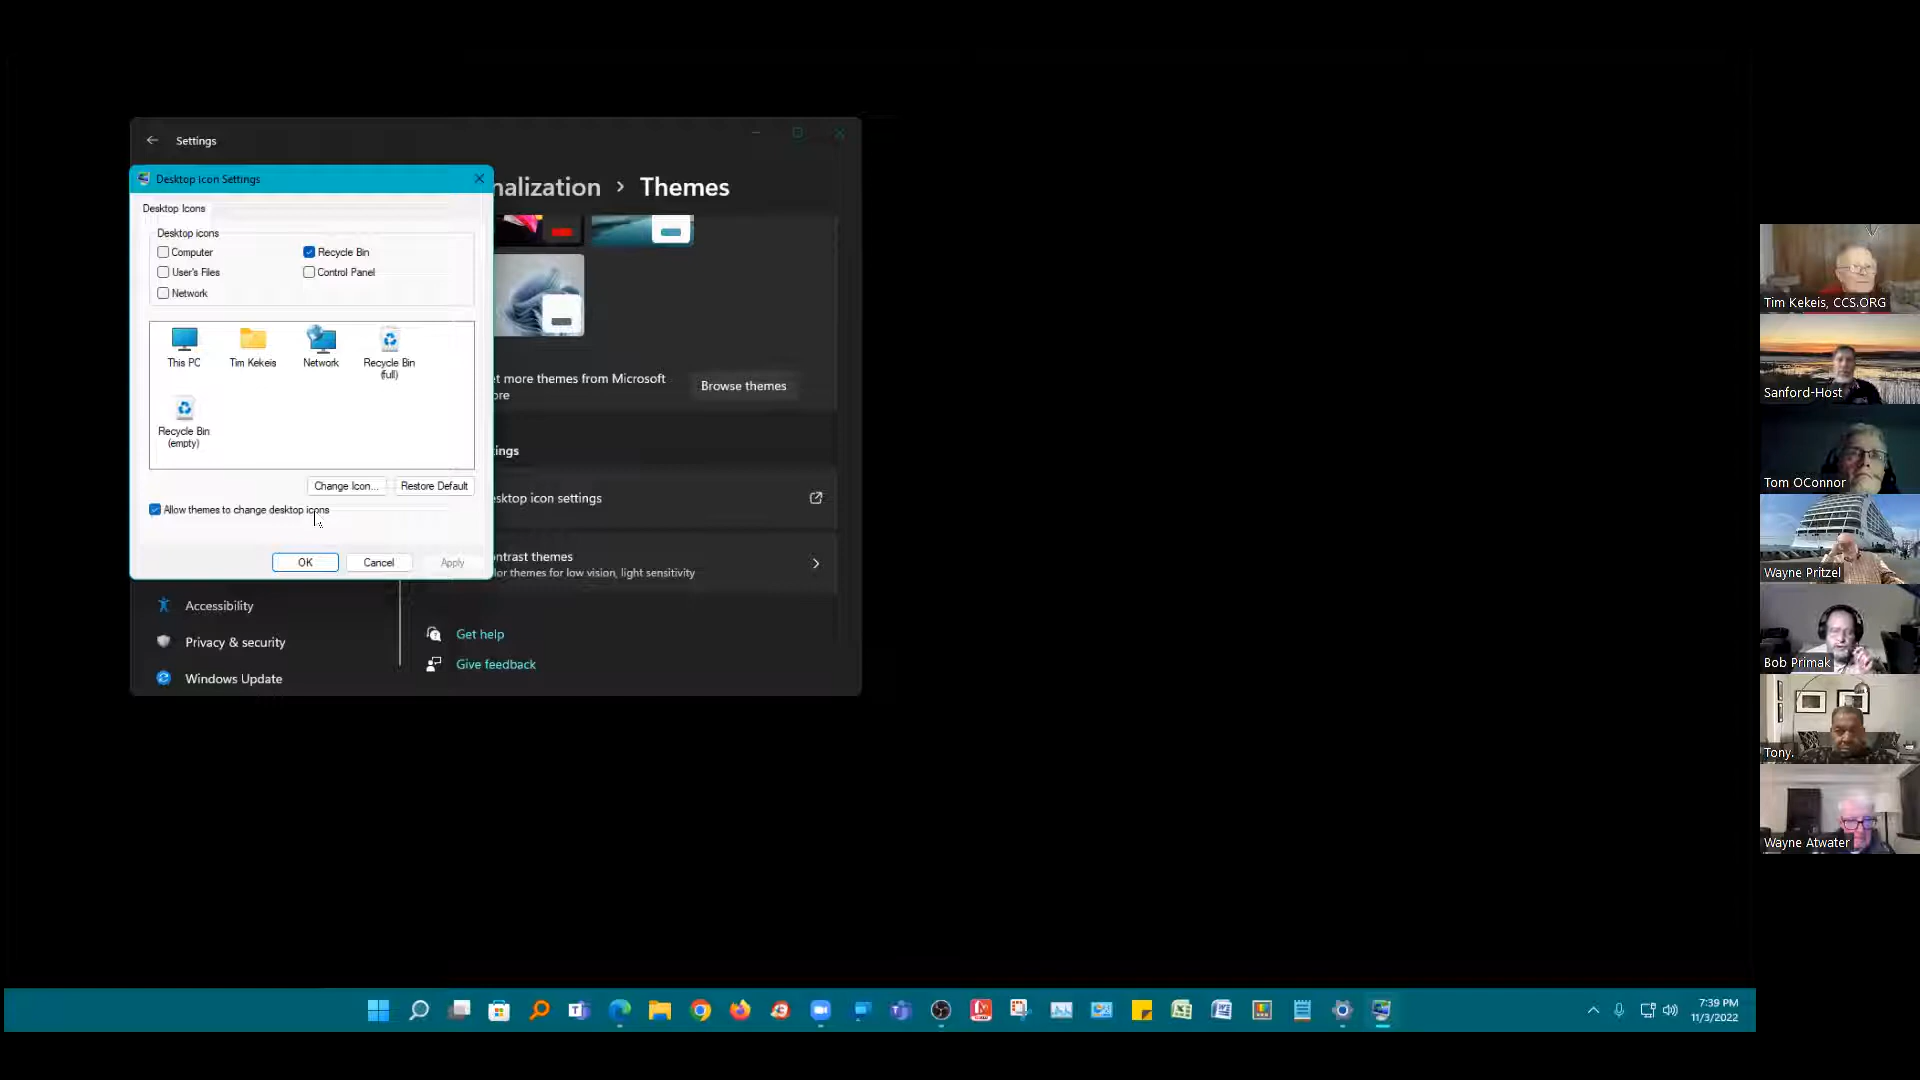 Settings
Desktop Icon Settings
nalization > Themes
Desktop Icons
Desktop icons
Computer
Recycle Bin
User's Files
Control Panel
Network
This PC
Tim Kekeis
Network
Recycle Bin
(full)
Recycle Bin
(empty)
Change Icon...
Restore Default
Allow themes to change desktop icons
OK
Cancel
Apply
t more themes from Microsoft
ore
Browse themes
ings
sktop icon settings
ntrast themes
lor themes for low vision, light sensitivity
Accessibility
Privacy & security
Windows Update
Get help
Give feedback
Tim Kekeis, CCS.ORG
Sanford-Host
Tom OConnor
Wayne Pritzel
Bob Primak
Tony.
Wayne Atwater
7:39 PM
11/3/2022